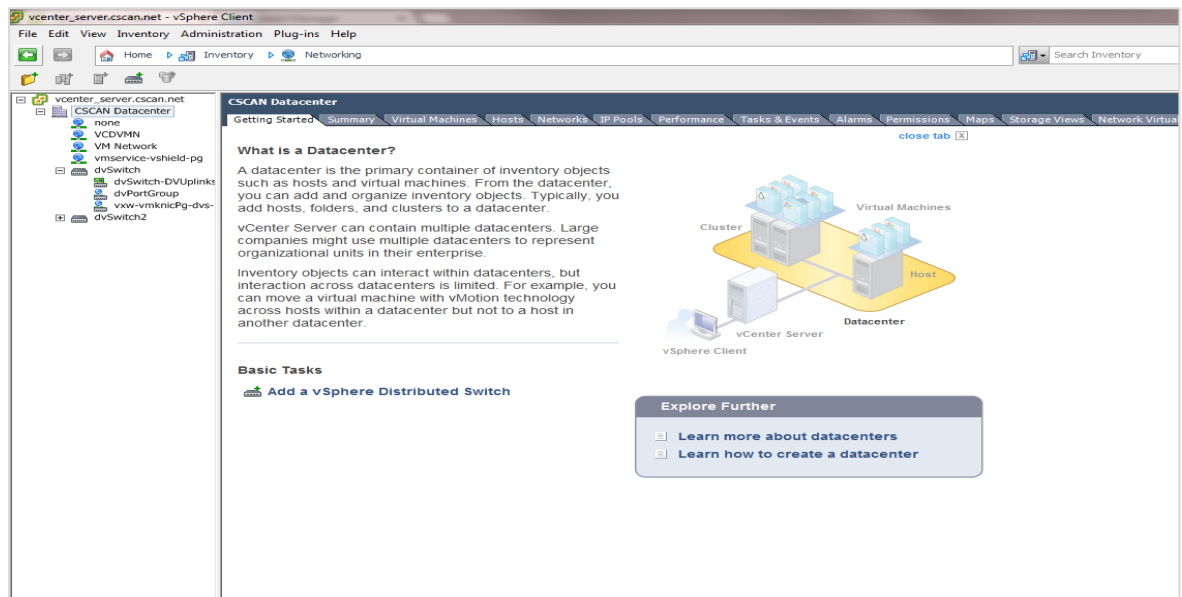 vcenter_server.cscan.net - vSphere Client
File Edit View Inventory Administration Plug-ins Help
Home Inventory Networking
Search Inventory
vcenter_server.cscan.net
CSCAN Datacenter
none
VCDVMN
VM Network
vmservice-vshield-pg
dvSwitch
dvSwitch-DVUplinks
dvPortGroup
vxw-vmknicPg-dvs-
dvSwitch2
CSCAN Datacenter
Getting Started Summary Virtual Machines Hosts Networks IP Pools Performance Tasks & Events Alarms Permissions Maps Storage Views Network Virtual
close tab X
What is a Datacenter?
A datacenter is the primary container of inventory objects
such as hosts and virtual machines. From the datacenter,
you can add and organize inventory objects. Typically, you
add hosts, folders, and clusters to a datacenter.
vCenter Server can contain multiple datacenters. Large
companies might use multiple datacenters to represent
organizational units in their enterprise.
Inventory objects can interact within datacenters, but
interaction across datacenters is limited. For example, you
can move a virtual machine with vMotion technology
across hosts within a datacenter but not to a host in
another datacenter.
Virtual Machines
Cluster
Host
Datacenter
vCenter Server
vSphere Client
Basic Tasks
Add a vSphere Distributed Switch
Explore Further
Learn more about datacenters
Learn how to create a datacenter